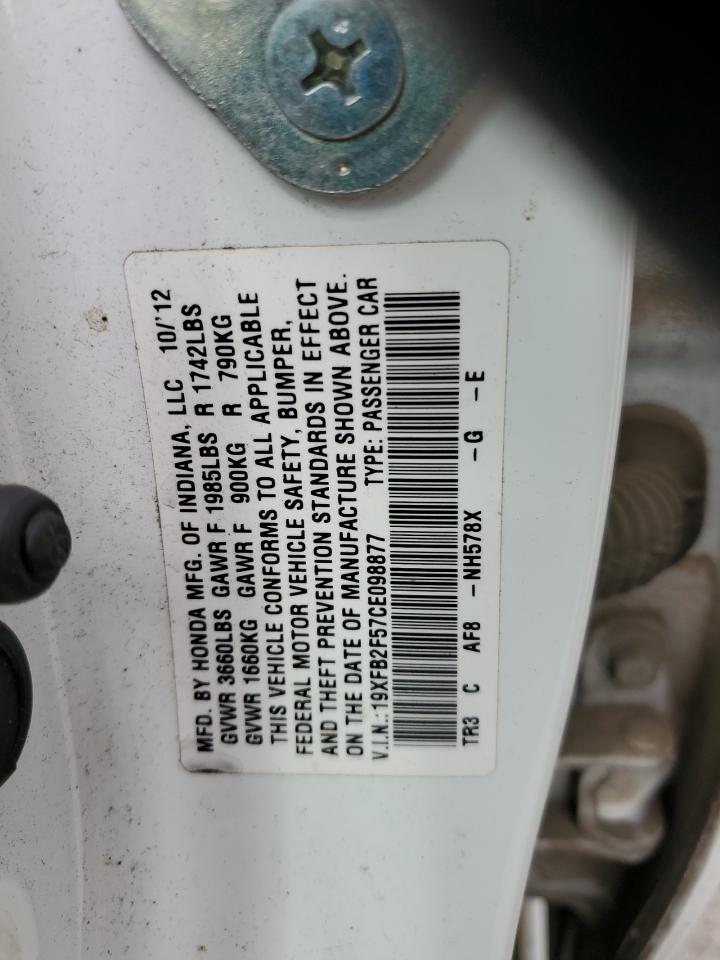 MFD. BY HONDA MFG. OF INDIANA, LLC 10/'12
GVWR 3660LBS GAWR F 1985LBS R 1742LBS
GVWR 1660KG GAWR F 900KG R 790KG
THIS VEHICLE CONFORMS TO ALL APPLICABLE
FEDERAL MOTOR VEHICLE SAFETY, BUMPER,
AND THEFT PREVENTION STANDARDS IN EFFECT
ON THE DATE OF MANUFACTURE SHOWN ABOVE.
V.I.N.: 19XFB2F57CE098877 TYPE: PASSENGER CAR
TR3 C AF8 -NH578X -G -E